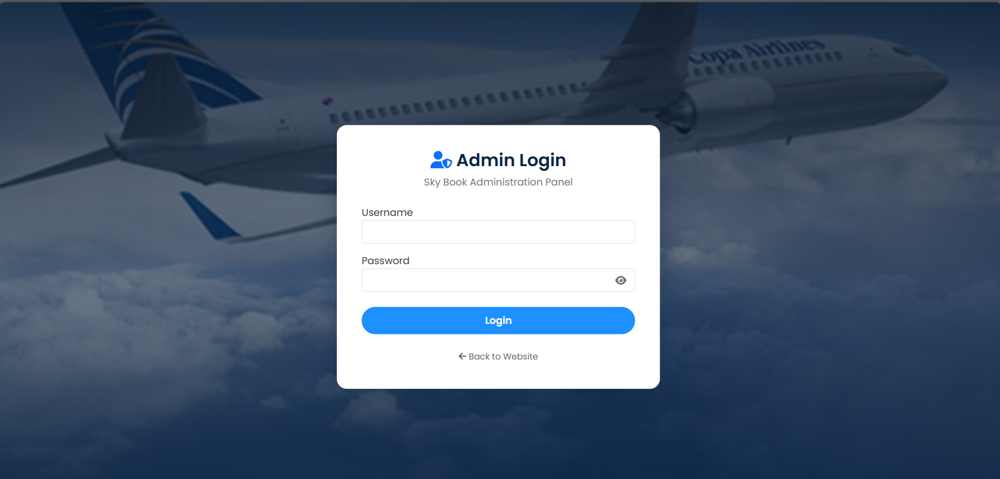 Copa Airlines
Admin Login
Sky Book Administration Panel
Username
Password
Login
Back to Website